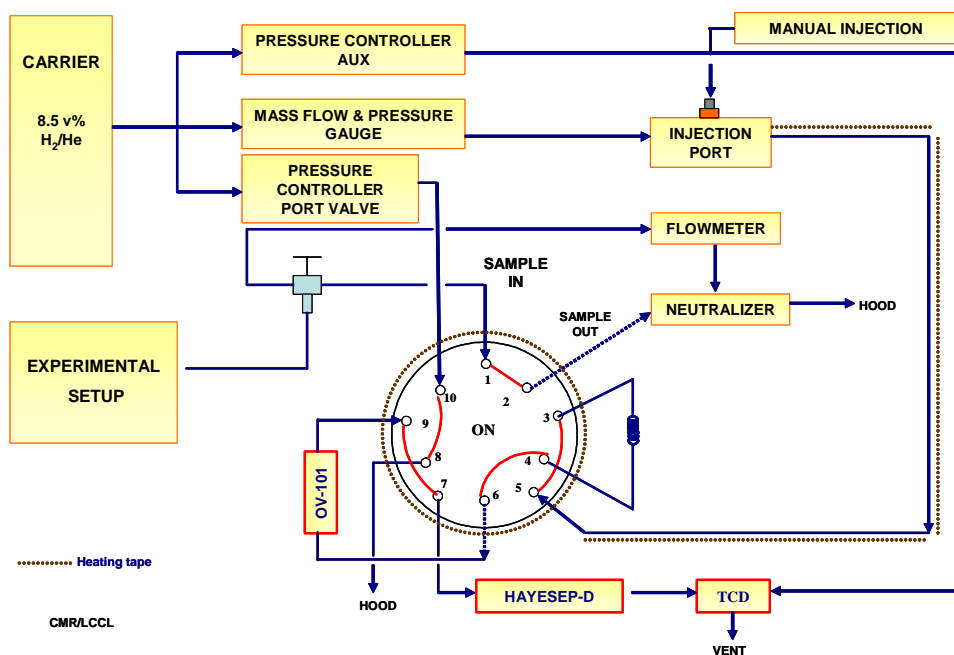 PRESSURE CONTROLLER
AUX
MANUAL INJECTION
CARRIER
8.5 v%
H₂/He
MASS FLOW & PRESSURE
GAUGE
INJECTION
PORT
PRESSURE
CONTROLLER
PORT VALVE
FLOWMETER
SAMPLE
IN
NEUTRALIZER
HOOD
SAMPLE
OUT
EXPERIMENTAL
SETUP
1
2
10
3
9
ON
8
4
7
6
5
OV-101
Heating tape
HOOD
HAYESEP-D
TCD
CMR/LCCL
VENT